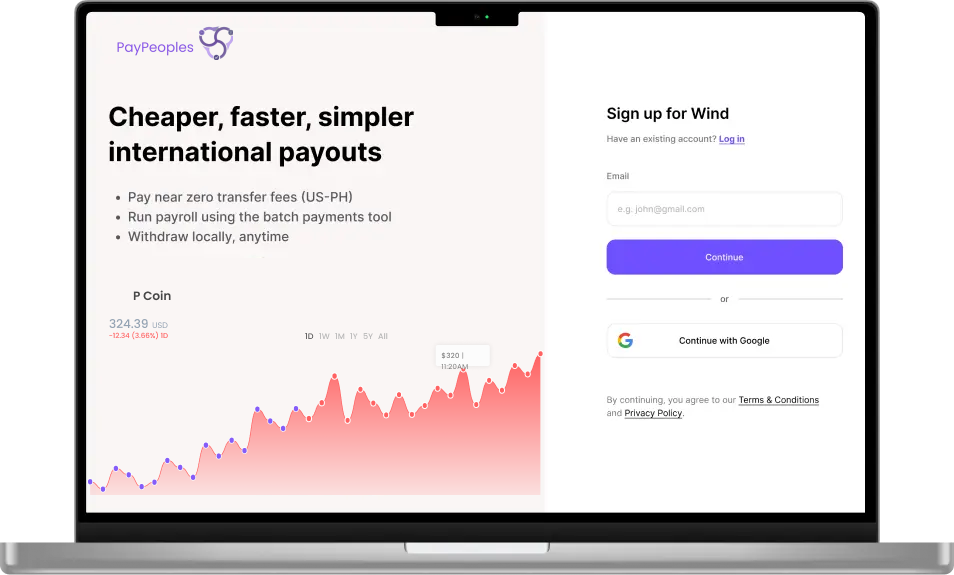 PayPeoples
Cheaper, faster, simpler
international payouts
• Pay near zero transfer fees (US-PH)
• Run payroll using the batch payments tool
• Withdraw locally, anytime
P Coin
324.39 USD
-12.34 (3.66%) 1D
1D 1W 1M 1Y 5Y All
$320 |
11:20AM
Sign up for Wind
Have an existing account? Log in
Email
e.g. john@gmail.com
Continue
or
Continue with Google
By continuing, you agree to our Terms & Conditions
and Privacy Policy.